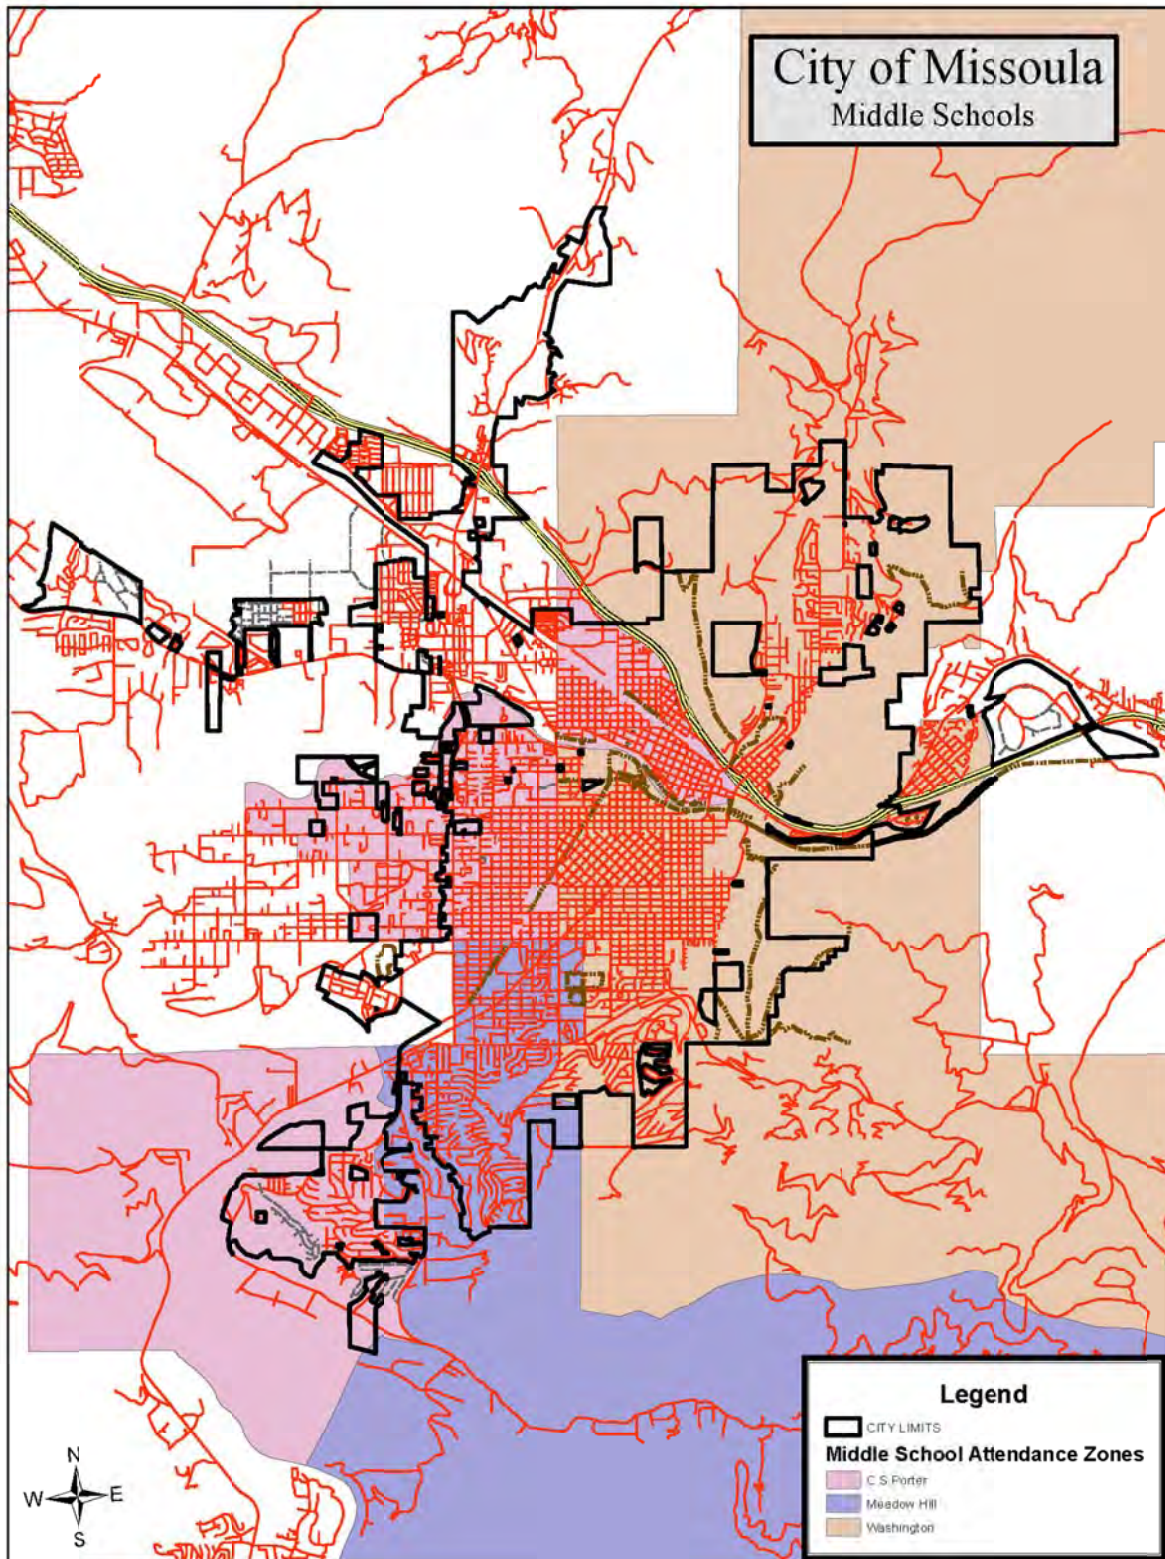 City of Missoula
Middle Schools
Legend
CITY LIMITS
Middle School Attendance Zones
C S Porter
Meadow Hill
Washington
N
W E
S